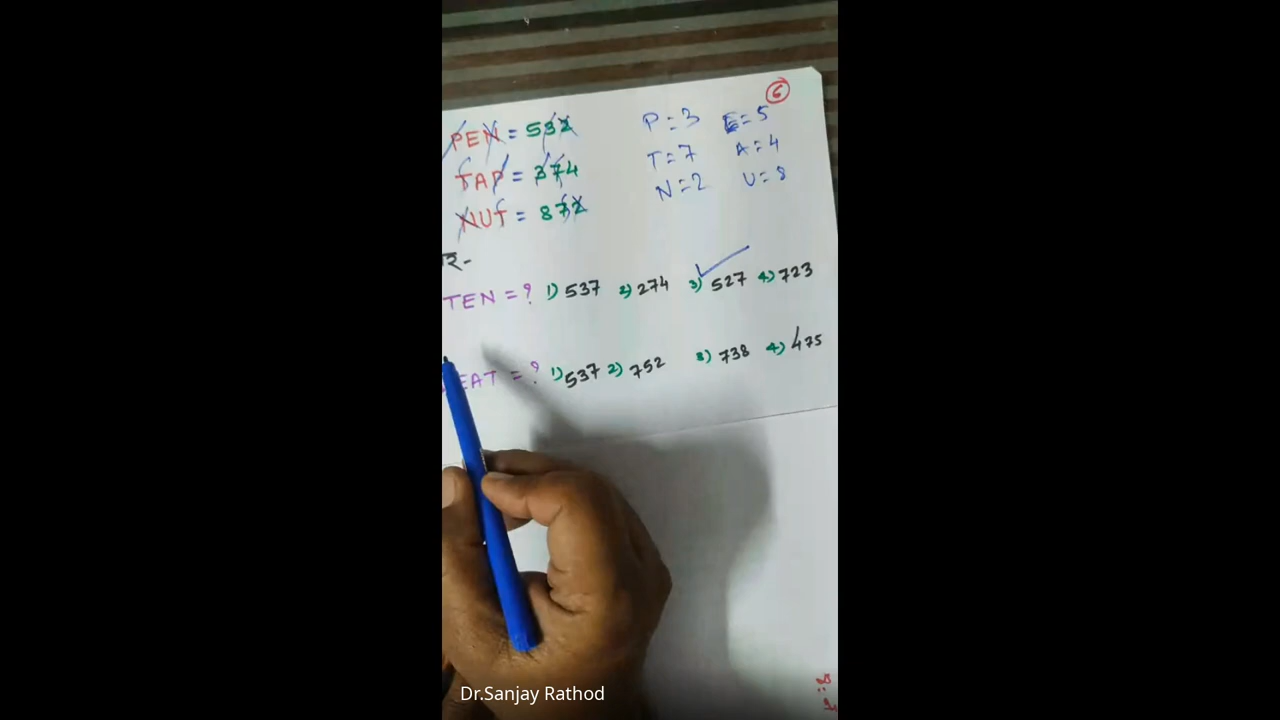 6
PEN = 532 P = 3 E = 5
TAP = 374 T = 7 A = 4
NUT = 872 N = 2 U = 8
र-
TEN = ? 1) 537 2) 274 3) 527 4) 723
EAT = ? 1) 537 2) 752 3) 738 4) 475
Dr.Sanjay Rathod